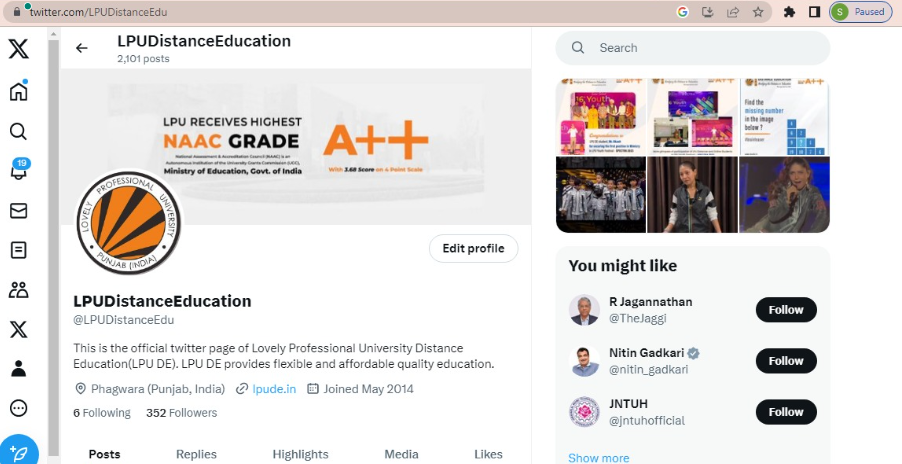 twitter.com/LPUDistanceEdu
S
Paused
LPUDistanceEducation
2,101 posts
Search
LPU RECEIVES HIGHEST
NAAC GRADE A++
National Assessment & Accreditation Council (NAAC) is an
Autonomous Institution of the University Grants Commission (UGC),
Ministry of Education, Govt. of India
With 3.68 Score on 4 Point Scale
LOVELY PROFESSIONAL UNIVERSITY
PUNJAB (INDIA)
19
Edit profile
LPUDistanceEducation
@LPUDistanceEdu
This is the official twitter page of Lovely Professional University Distance
Education(LPU DE). LPU DE provides flexible and affordable quality education.
Phagwara (Punjab, India) lpude.in Joined May 2014
6 Following 352 Followers
Posts Replies Highlights Media Likes
A++
Youth
A++
A++
Find the
missing number
in the image
below ?
You might like
R Jagannathan
@TheJaggi
Follow
Nitin Gadkari
@nitin_gadkari
Follow
JNTUH
@jntuhofficial
Follow
Show more